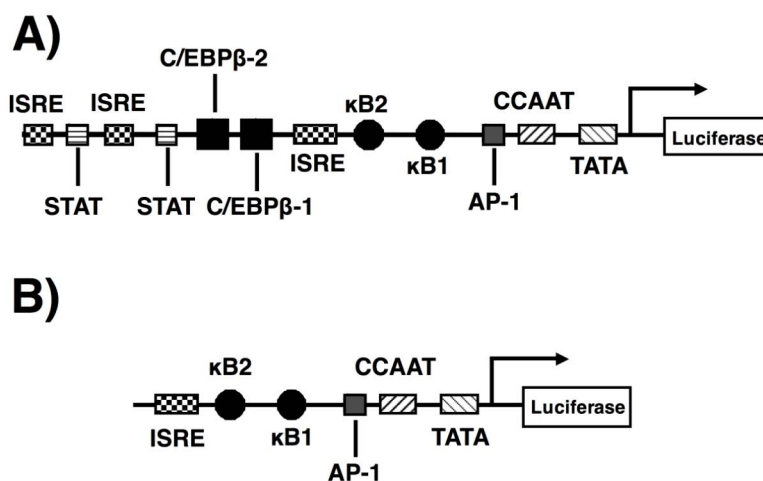 A)
C/EBPβ-2
ISRE ISRE κB2 CCAAT
Luciferase
ISRE κB1 TATA
STAT STAT C/EBPβ-1 AP-1
B)
κB2 CCAAT
Luciferase
ISRE κB1 TATA
AP-1